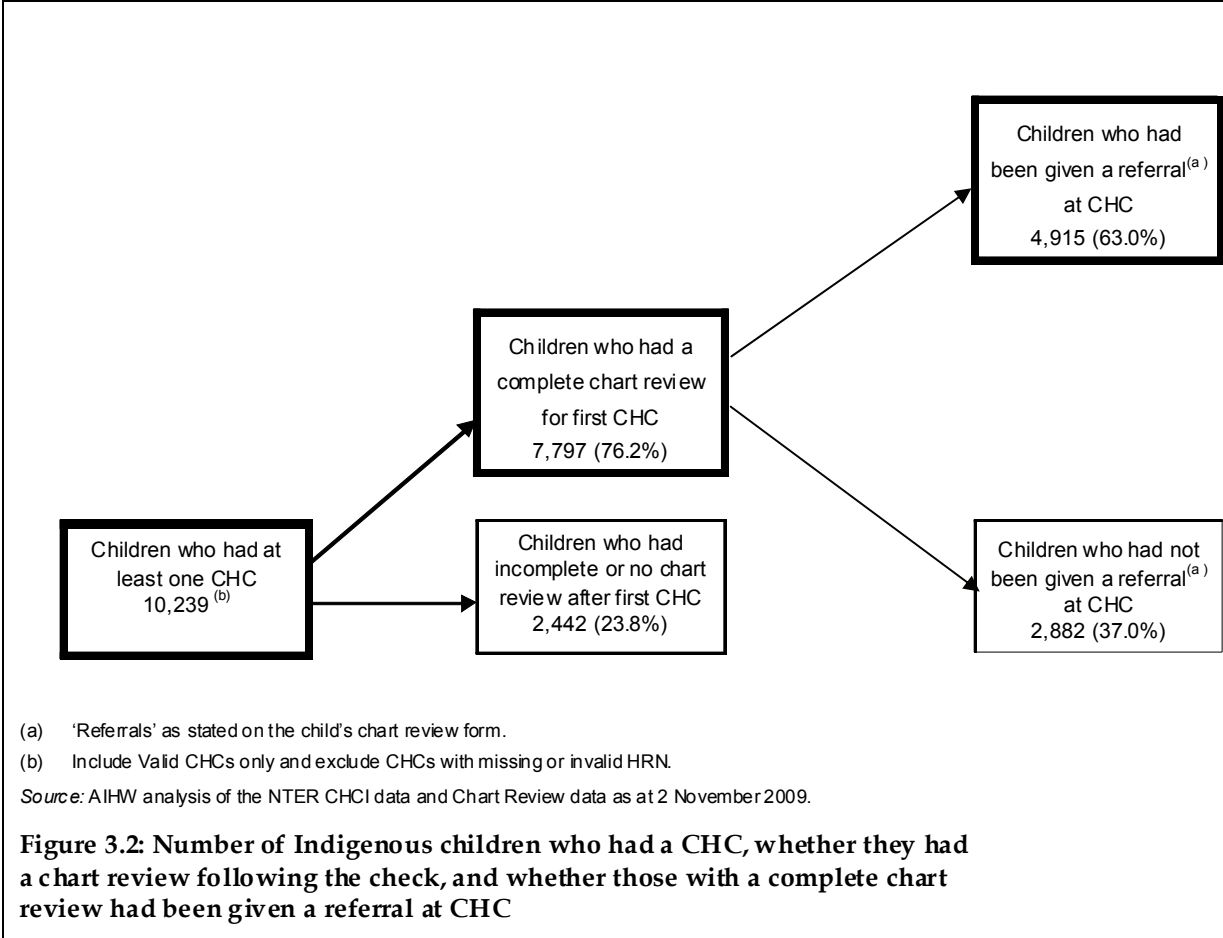 Children who had
been given a referral(a )
at CHC
4,915 (63.0%)
Children who had a
complete chart review
for first CHC
7,797 (76.2%)
Children who had at
least one CHC
10,239 (b)
Children who had
incomplete or no chart
review after first CHC
2,442 (23.8%)
Children who had not
been given a referral(a )
at CHC
2,882 (37.0%)
(a) ‘Referrals’ as stated on the child’s chart review form.
(b) Include Valid CHCs only and exclude CHCs with missing or invalid HRN.
Source: AIHW analysis of the NTER CHCI data and Chart Review data as at 2 November 2009.
Figure 3.2: Number of Indigenous children who had a CHC, whether they had
a chart review following the check, and whether those with a complete chart
review had been given a referral at CHC